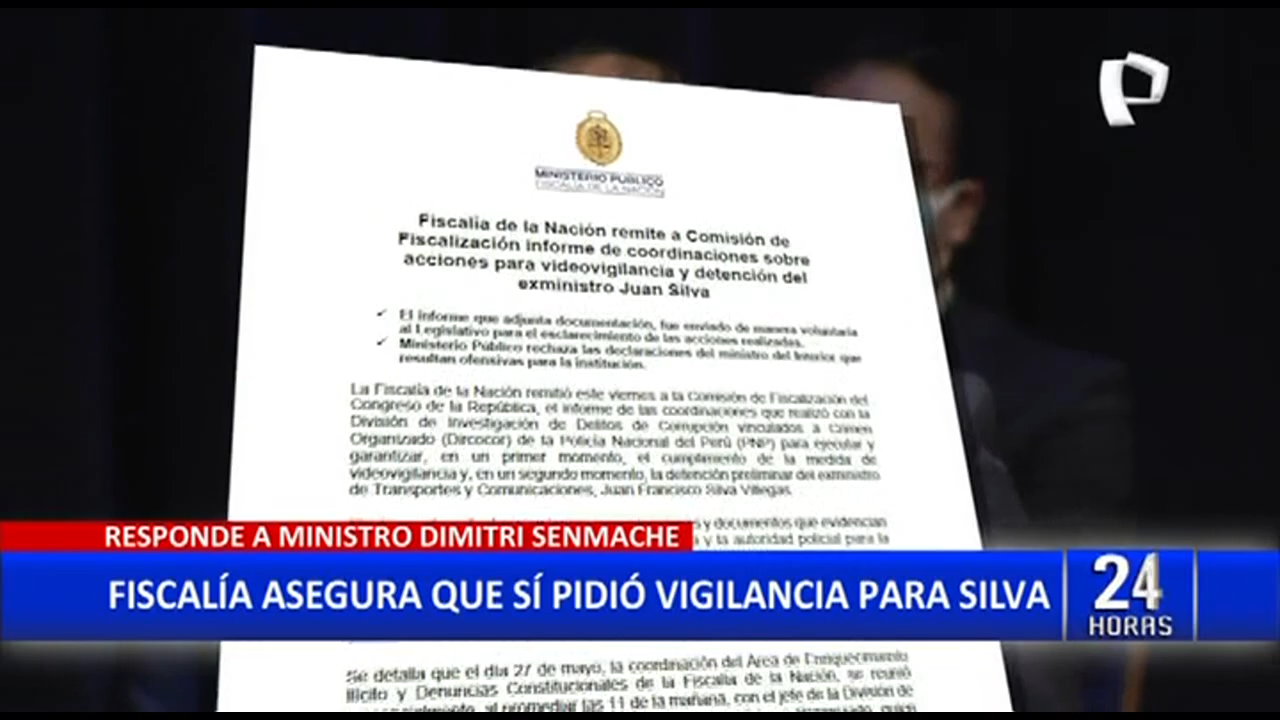 MINISTERIO PÚBLICO
FISCALÍA DE LA NACIÓN
Fiscalía de la Nación remite a Comisión de
Fiscalización informe de coordinaciones sobre
acciones para videovigilancia y detención del
exministro Juan Silva
✓ El informe que adjunta documentación, fue enviado de manera voluntaria
al Legislativo para el esclarecimiento de las acciones realizadas.
✓ Ministerio Público rechaza las declaraciones del ministro del Interior que
resultan ofensivas para la institución.
La Fiscalía de la Nación remitió este viernes a la Comisión de Fiscalización del
Congreso de la República, el informe de las coordinaciones que realizó con la
División de Investigación de Delitos de Corrupción vinculados a Crimen
Organizado (Dircocor) de la Policía Nacional del Perú (PNP) para ejecutar y
garantizar, en un primer momento, el cumplimiento de la medida de
videovigilancia y, en un segundo momento, la detención preliminar del exministro
de Transportes y Comunicaciones, Juan Francisco Silva Villegas.
y documentos que evidencian
y la autoridad policial para la
RESPONDE A MINISTRO DIMITRI SENMACHE
FISCALÍA ASEGURA QUE SÍ PIDIÓ VIGILANCIA PARA SILVA
24
HORAS
Se detalla que el día 27 de mayo, la coordinación del Área de Enriquecimiento
Ilícito y Denuncias Constitucionales de la Fiscalía de la Nación, se reunió
al promediar las 11 de la mañana, con el jefe de la División de